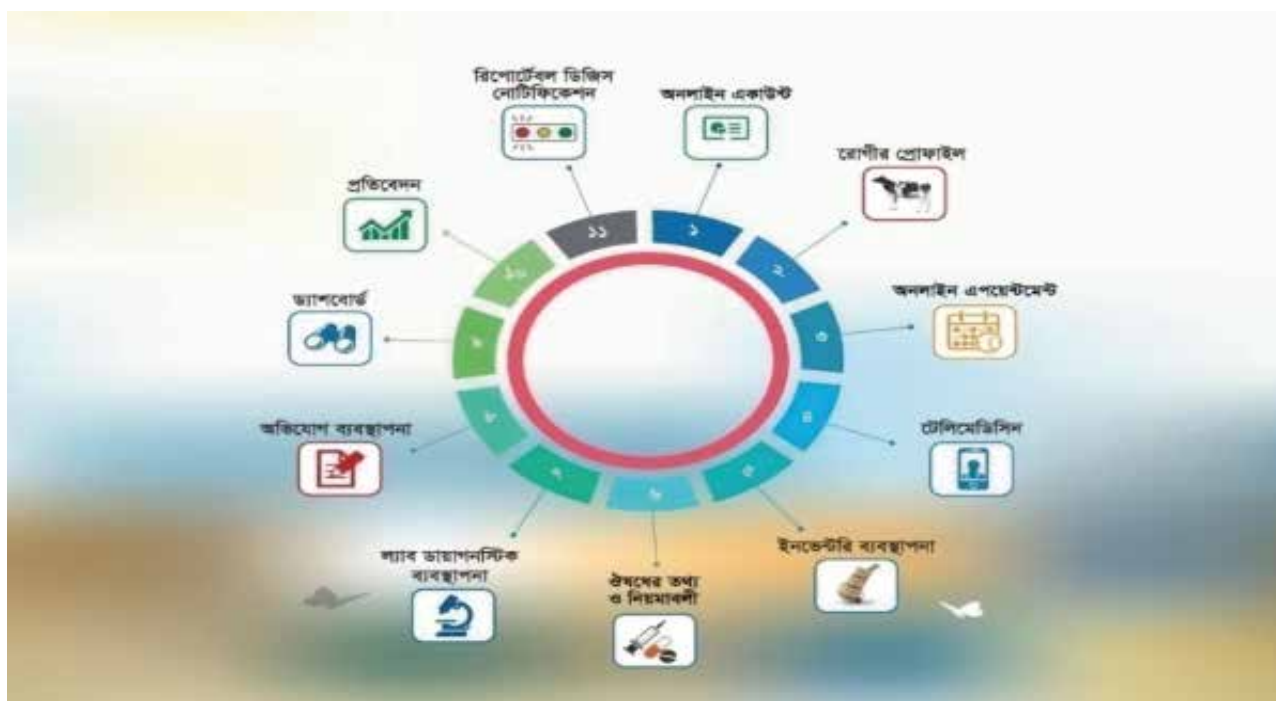 রিপোর্টেবল ডিজিস
নোটিফিকেশন
অনলাইন একাউন্ট
রোগীর প্রোফাইল
প্রতিবেদন
অনলাইন এপয়েন্টমেন্ট
ড্যাশবোর্ড
অভিযোগ ব্যবস্থাপনা
টেলিমেডিসিন
ল্যাব ডায়াগনস্টিক
ব্যবস্থাপনা
ঔষধের তথ্য
ও নিয়মাবলী
ইনভেন্টরি ব্যবস্থাপনা
১
২
৩
৪
৫
৬
৭
৮
৯
১০
১১